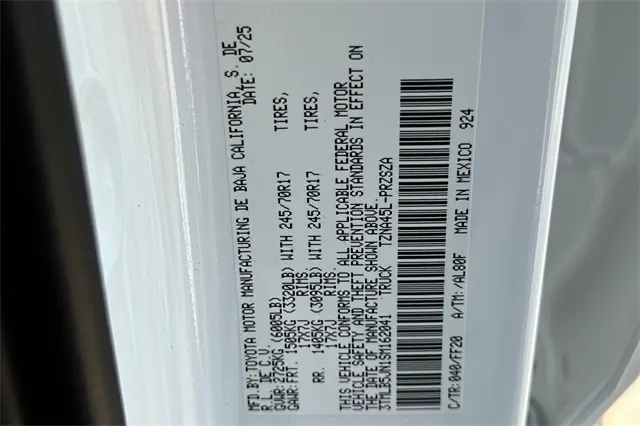 MFD.BY:TOYOTA MOTOR MANUFACTURING DE BAJA CALIFORNIA, S. DE
R.L. DE C.V. DATE: 07/25
GVWR:2725KG (6005LB)
GAWR:FRT. 1505KG (3320LB) WITH 245/70R17 TIRES,
17X7J RIMS.
RR. 1405KG (3095LB) WITH 245/70R17 TIRES,
17X7J RIMS.
THIS VEHICLE CONFORMS TO ALL APPLICABLE FEDERAL MOTOR
VEHICLE SAFETY AND THEFT PREVENTION STANDARDS IN EFFECT ON
THE DATE OF MANUFACTURE SHOWN ABOVE.
3TMLB5JN1SM162041 TRUCK TZNA45L-PRZSZA
C/TR:040/FF20 A/TM:/AL80F MADE IN MEXICO 924